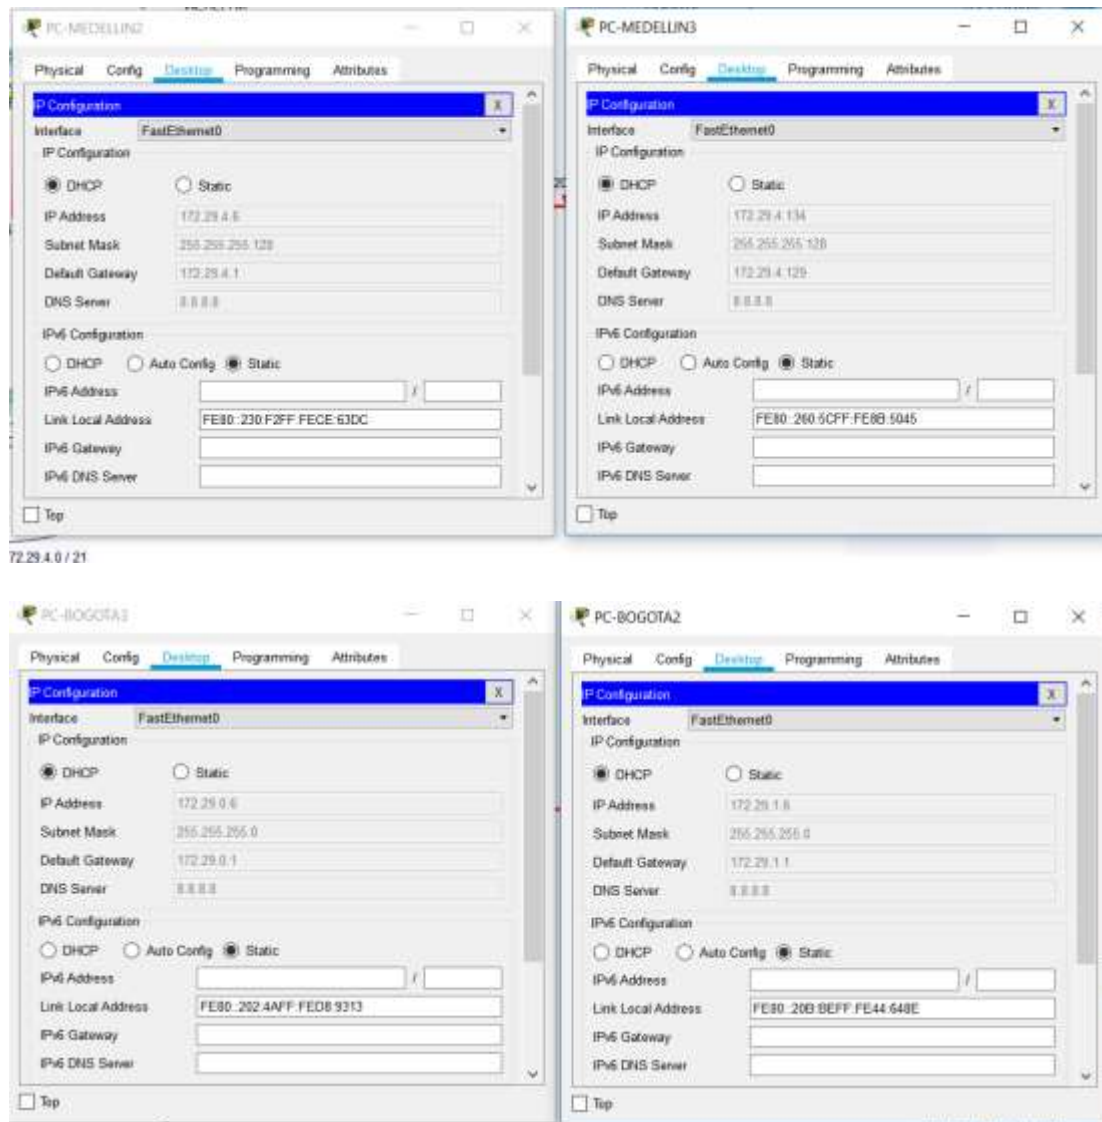 PC-MEDELLIN2
Physical Config Desktop Programming Attributes
IP Configuration X
Interface FastEthernet0
IP Configuration
DHCP Static
IP Address 172.29.4.6
Subnet Mask 255.255.255.128
Default Gateway 172.29.4.1
DNS Server 8.8.8.8
IPv6 Configuration
DHCP Auto Config Static
IPv6 Address /
Link Local Address FE80::230:F2FF:FECE:63DC
IPv6 Gateway
IPv6 DNS Server
Top
PC-MEDELLIN3
Physical Config Desktop Programming Attributes
IP Configuration X
Interface FastEthernet0
IP Configuration
DHCP Static
IP Address 172.29.4.134
Subnet Mask 255.255.255.128
Default Gateway 172.29.4.129
DNS Server 8.8.8.8
IPv6 Configuration
DHCP Auto Config Static
IPv6 Address /
Link Local Address FE80::260:5CFF:FE8B:5045
IPv6 Gateway
IPv6 DNS Server
Top
72.29.4.0 / 21
PC-BOGOTA3
Physical Config Desktop Programming Attributes
IP Configuration X
Interface FastEthernet0
IP Configuration
DHCP Static
IP Address 172.29.0.6
Subnet Mask 255.255.255.0
Default Gateway 172.29.0.1
DNS Server 8.8.8.8
IPv6 Configuration
DHCP Auto Config Static
IPv6 Address /
Link Local Address FE80::202:4AFF:FED8:9313
IPv6 Gateway
IPv6 DNS Server
Top
PC-BOGOTA2
Physical Config Desktop Programming Attributes
IP Configuration X
Interface FastEthernet0
IP Configuration
DHCP Static
IP Address 172.29.1.6
Subnet Mask 255.255.255.0
Default Gateway 172.29.1.1
DNS Server 8.8.8.8
IPv6 Configuration
DHCP Auto Config Static
IPv6 Address /
Link Local Address FE80::20B:BEFF:FE44:648E
IPv6 Gateway
IPv6 DNS Server
Top